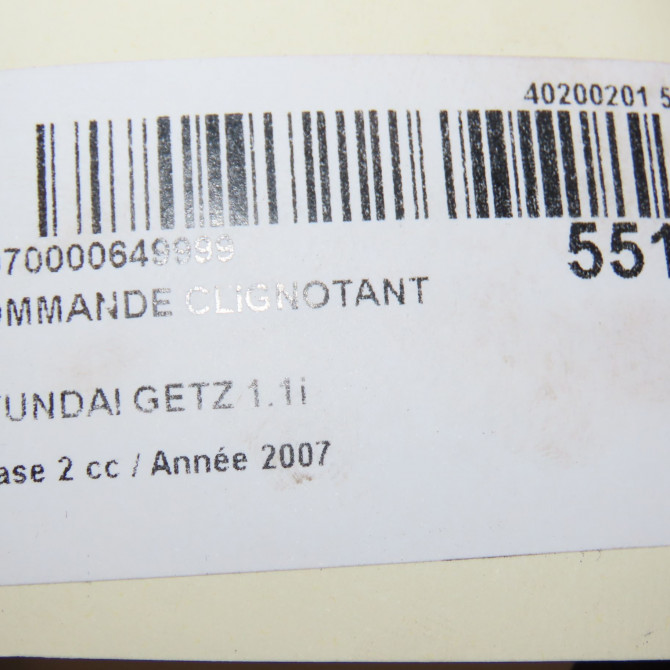 40200201 5
70000649999
551
OMMANDE CLIGNOTANT
YUNDAI GETZ 1.1i
ase 2 cc / Année 2007